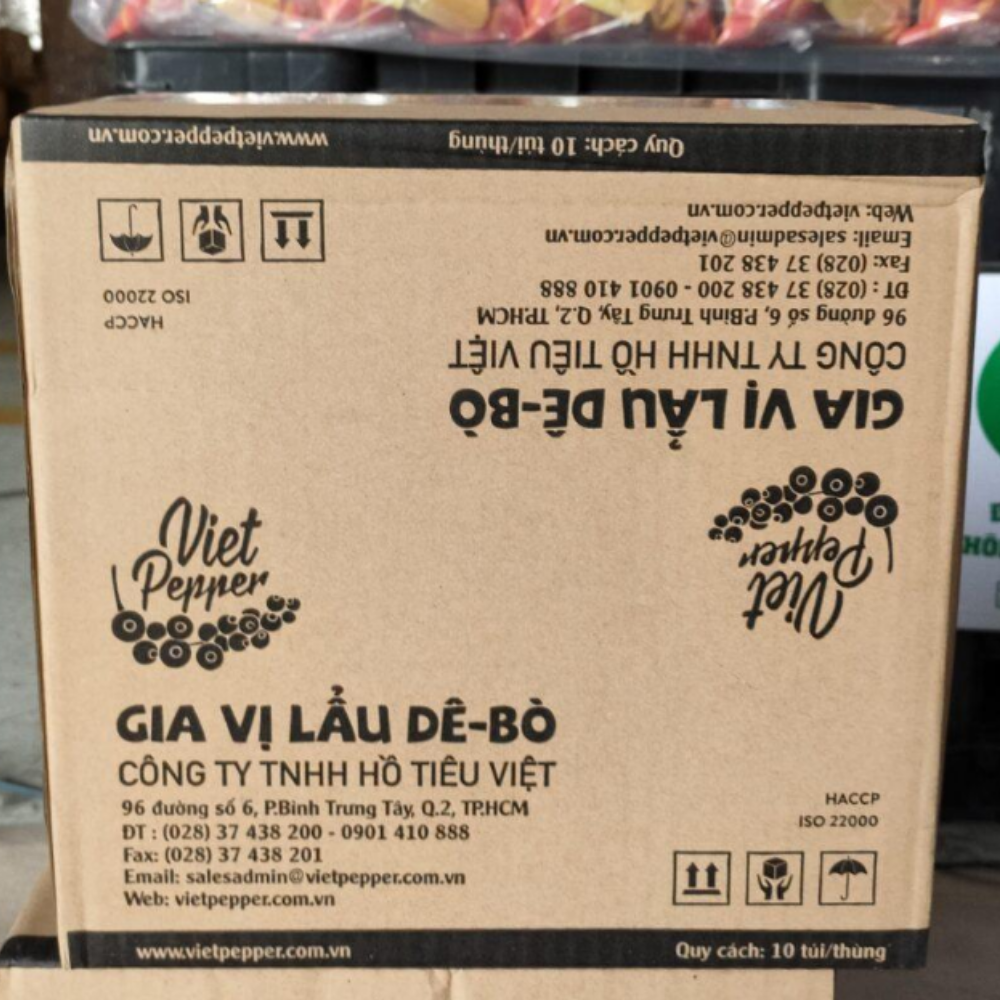 www.vietpepper.com.vn
Quy cách: 10 túi/thùng
Web: vietpepper.com.vn
Email: salesadmin@vietpepper.com.vn
Fax: (028) 37 438 201
ĐT : (028) 37 438 200 - 0901 410 888
96 đường số 6, P.Bình Trưng Tây, Q.2, TP.HCM
CÔNG TY TNHH HỒ TIÊU VIỆT
GIA VỊ LẨU DÊ-BÒ
ISO 22000
HACCP
Viet
Pepper
Viet
Pepper
GIA VỊ LẨU DÊ-BÒ
CÔNG TY TNHH HỒ TIÊU VIỆT
96 đường số 6, P.Bình Trưng Tây, Q.2, TP.HCM
ĐT : (028) 37 438 200 - 0901 410 888
Fax: (028) 37 438 201
Email: salesadmin@vietpepper.com.vn
Web: vietpepper.com.vn
HACCP
ISO 22000
www.vietpepper.com.vn
Quy cách: 10 túi/thùng